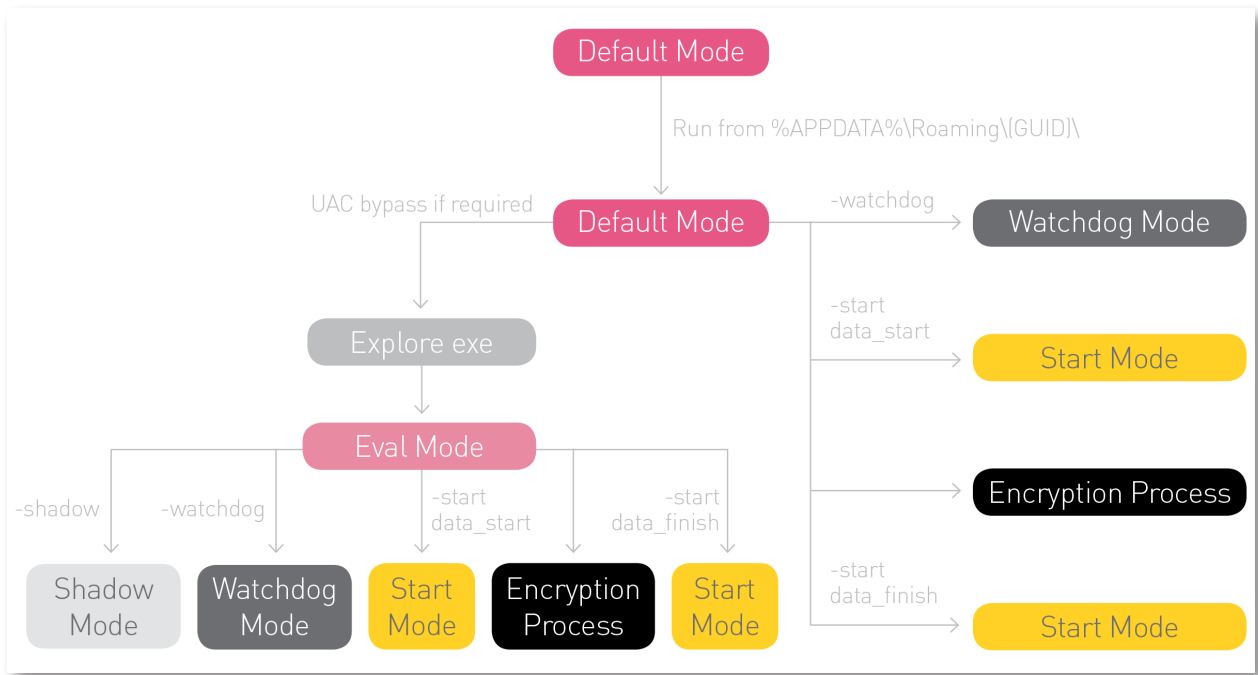 Default Mode
Run from %APPDATA%\Roaming\(GUID)\
UAC bypass if required
Default Mode
-watchdog
Watchdog Mode
-start
data_start
Start Mode
Explore exe
Eval Mode
Encryption Process
-shadow
-watchdog
-start
data_start
-start
data_finish
Shadow
Mode
Watchdog
Mode
Start
Mode
Encryption
Process
Start
Mode
-start
data_finish
Start Mode